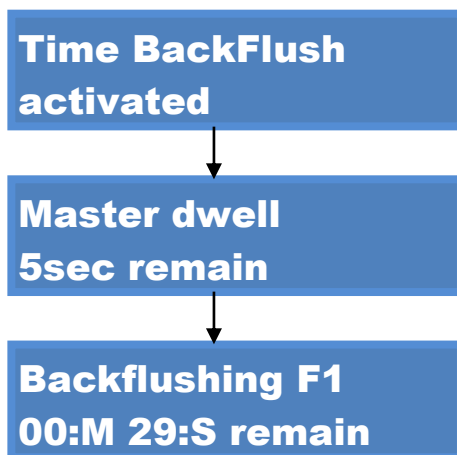 Time BackFlush
activated
Master dwell
5sec remain
Backflushing F1
00:M 29:S remain